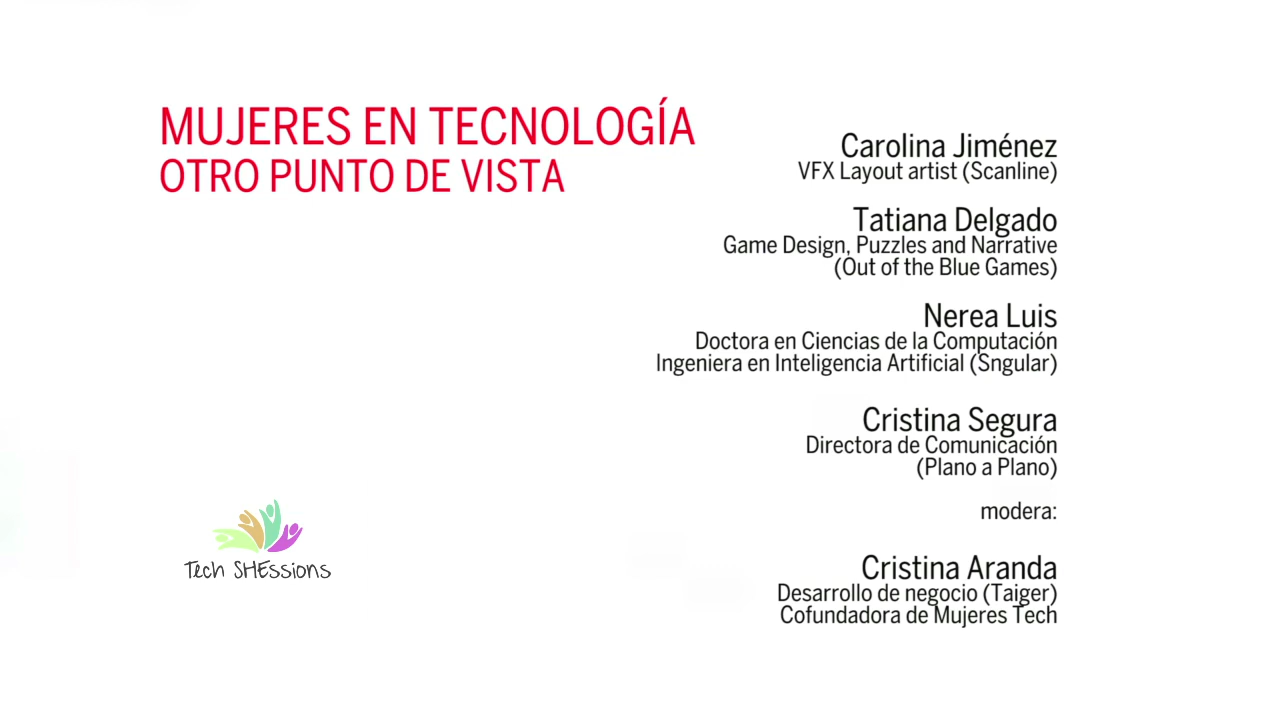 MUJERES EN TECNOLOGÍA
OTRO PUNTO DE VISTA
Carolina Jiménez
VFX Layout artist (Scanline)
Tatiana Delgado
Game Design, Puzzles and Narrative
(Out of the Blue Games)
Nerea Luis
Doctora en Ciencias de la Computación
Ingeniera en Inteligencia Artificial (Sngular)
Cristina Segura
Directora de Comunicación
(Plano a Plano)
modera:
Cristina Aranda
Desarrollo de negocio (Taiger)
Cofundadora de Mujeres Tech
Tech SHEssions